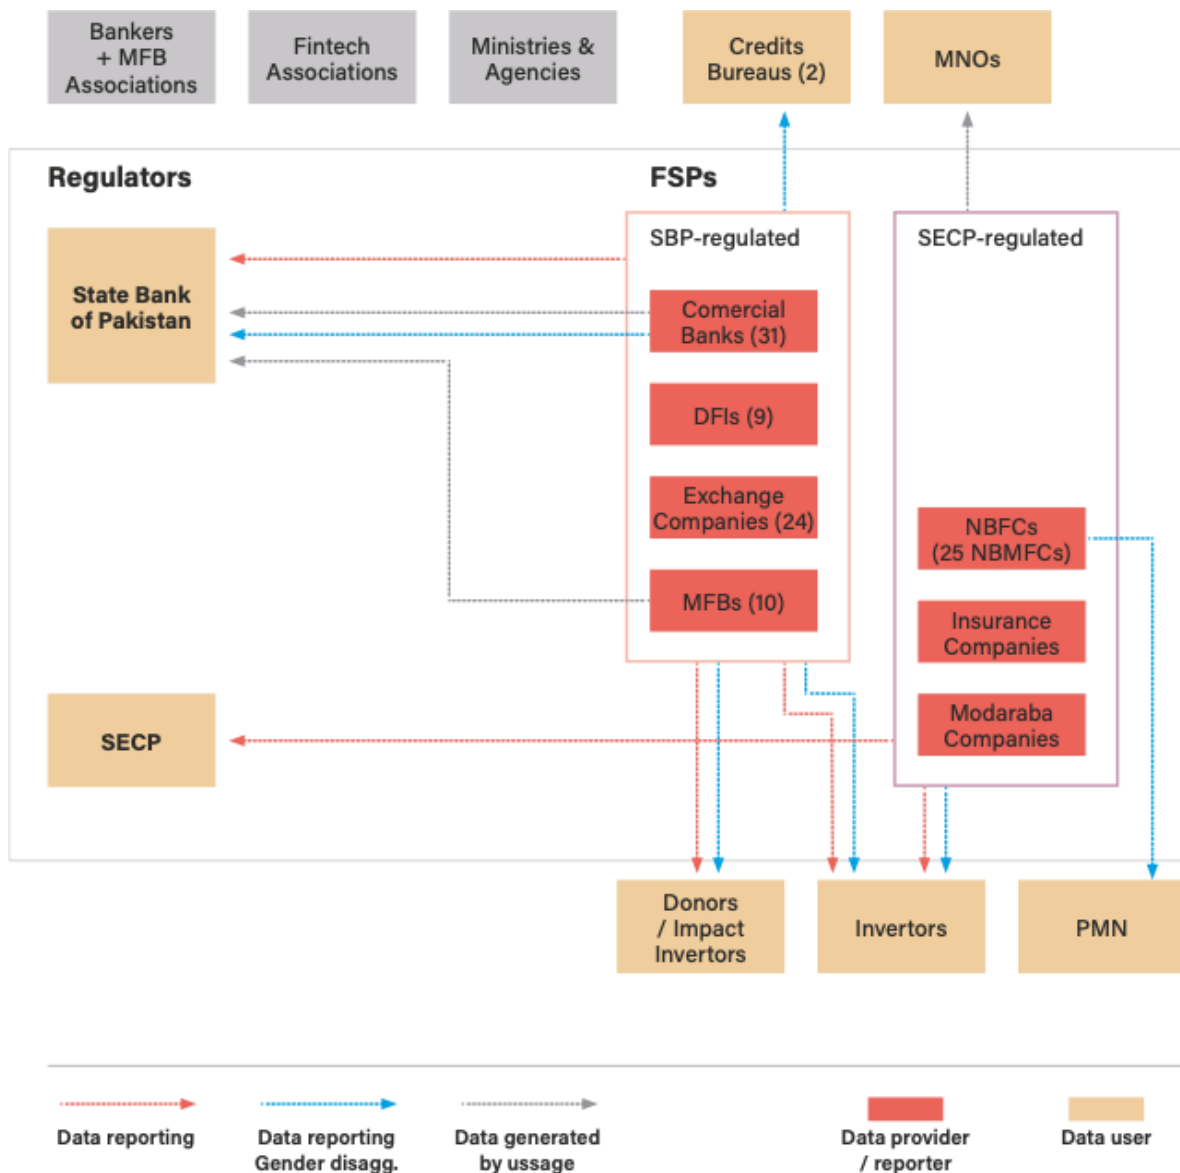 Bankers
+ MFB
Associations
Fintech
Associations
Ministries &
Agencies
Credits
Bureaus (2)
MNOs
Regulators
FSPs
SBP-regulated
SECP-regulated
State Bank
of Pakistan
Comercial
Banks (31)
DFIs (9)
Exchange
Companies (24)
NBFCs
(25 NBMFCs)
MFBs (10)
Insurance
Companies
SECP
Modaraba
Companies
Donors
/ Impact
Invertors
Invertors
PMN
Data reporting
Data reporting
Gender disagg.
Data generated
by ussage
Data provider
/ reporter
Data user